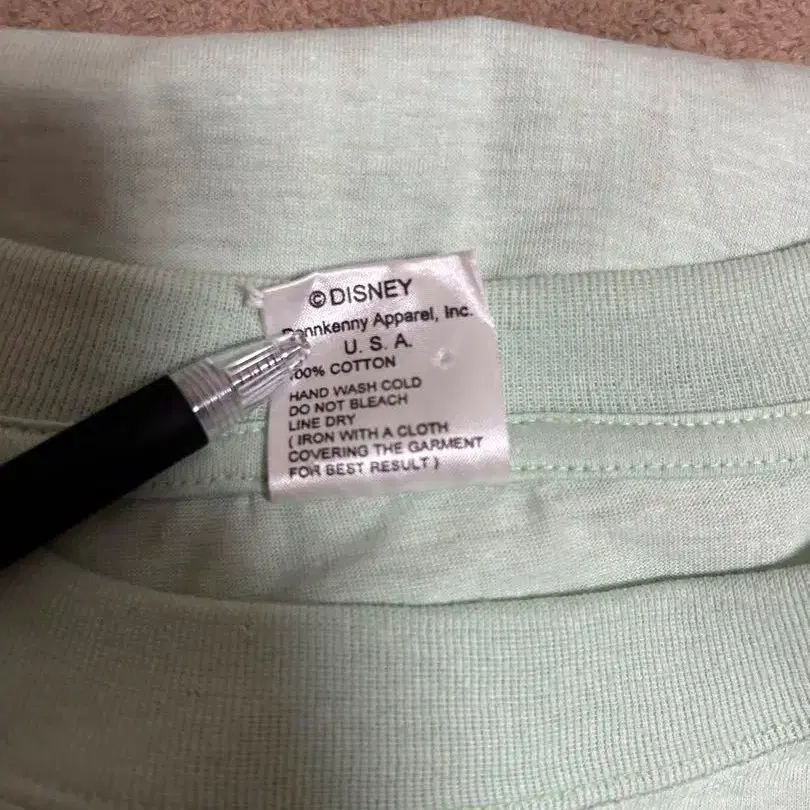 © DISNEY
Donnkenny Apparel, Inc.
U. S. A.
100% COTTON
HAND WASH COLD
DO NOT BLEACH
LINE DRY
( IRON WITH A CLOTH
COVERING THE GARMENT
FOR BEST RESULT )